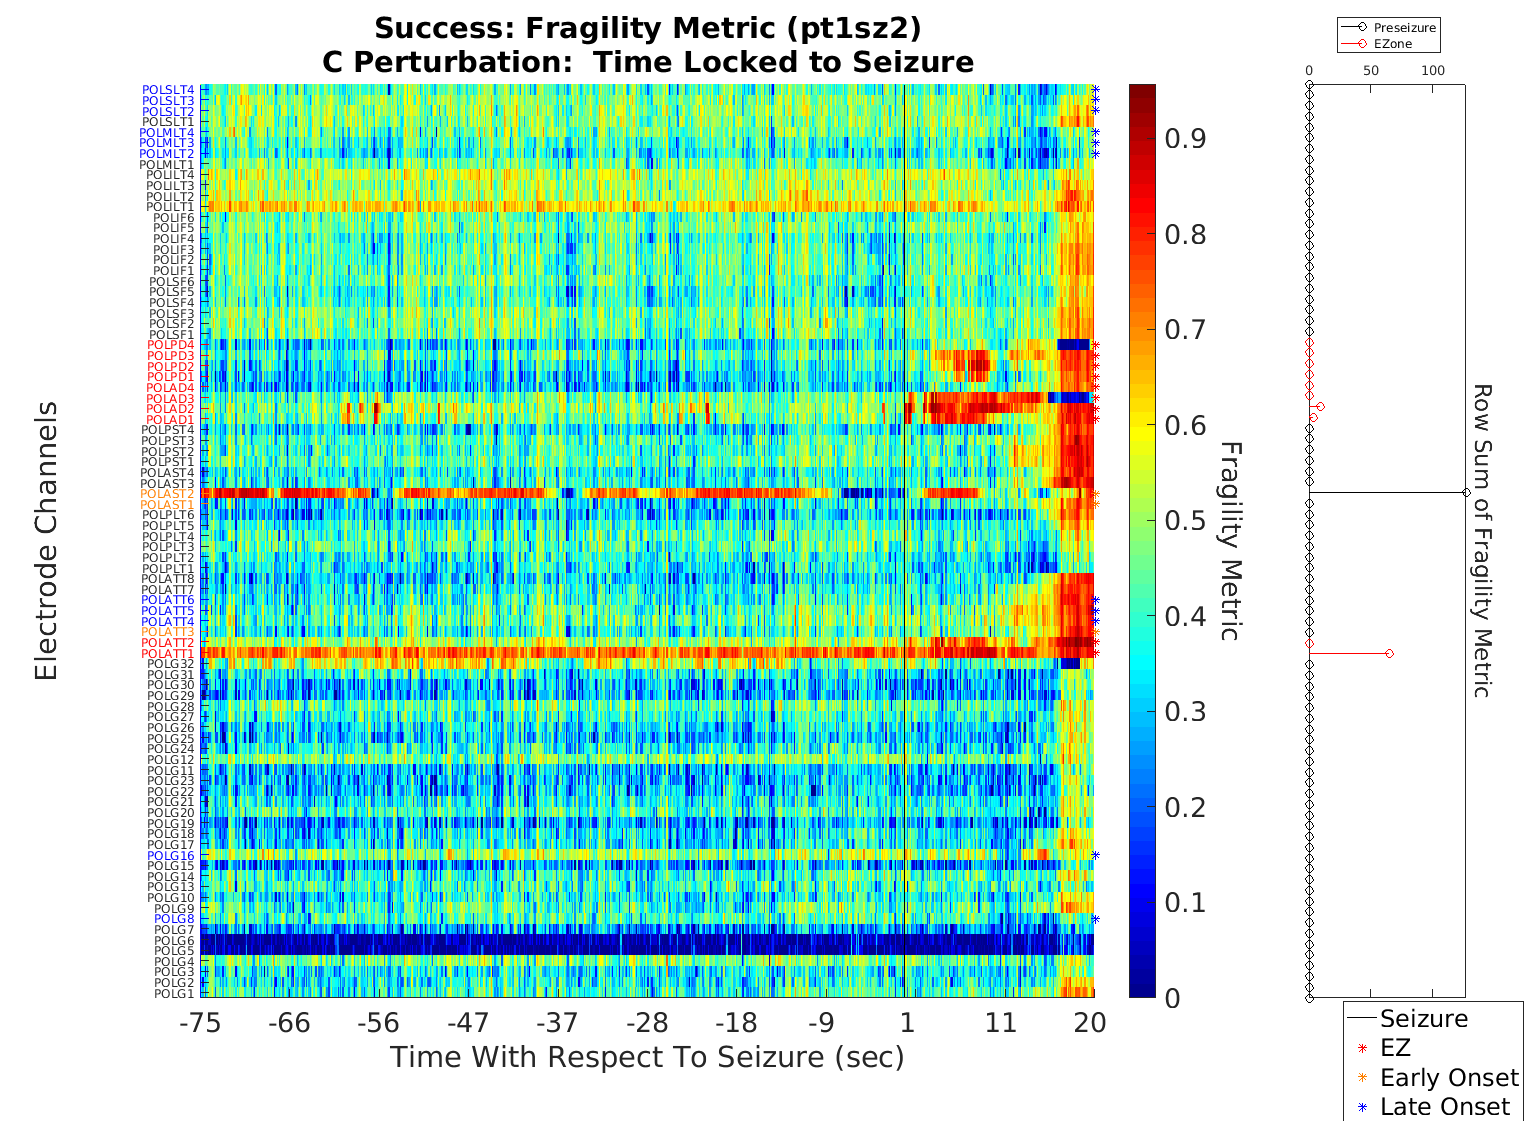 Success: Fragility Metric (pt1sz2)
C Perturbation: Time Locked to Seizure
Preseizure
EZone
0 50 100
POLSLT4
POLSLT3
POLSLT2
POLSLT1
POLMLT4
POLMLT3
POLMLT2
POLMLT1
POLILT4
POLILT3
POLILT2
POLILT1
POLIF6
POLIF5
POLIF4
POLIF3
POLIF2
POLIF1
POLSF6
POLSF5
POLSF4
POLSF3
POLSF2
POLSF1
POLPD4
POLPD3
POLPD2
POLPD1
POLAD4
POLAD3
POLAD2
POLAD1
POLPST4
POLPST3
POLPST2
POLPST1
POLAST4
POLAST3
POLAST2
POLAST1
POLPLT6
POLPLT5
POLPLT4
POLPLT3
POLPLT2
POLPLT1
POLATT8
POLATT7
POLATT6
POLATT5
POLATT4
POLATT3
POLATT2
POLATT1
POLG32
POLG31
POLG30
POLG29
POLG28
POLG27
POLG26
POLG25
POLG24
POLG12
POLG11
POLG23
POLG22
POLG21
POLG20
POLG19
POLG18
POLG17
POLG16
POLG15
POLG14
POLG13
POLG10
POLG9
POLG8
POLG7
POLG6
POLG5
POLG4
POLG3
POLG2
POLG1
Electrode Channels
-75 -66 -56 -47 -37 -28 -18 -9 1 11 20
Time With Respect To Seizure (sec)
0.9
0.8
0.7
0.6
0.5
0.4
0.3
0.2
0.1
0
Fragility Metric
Row Sum of Fragility Metric
Seizure
EZ
Early Onset
Late Onset